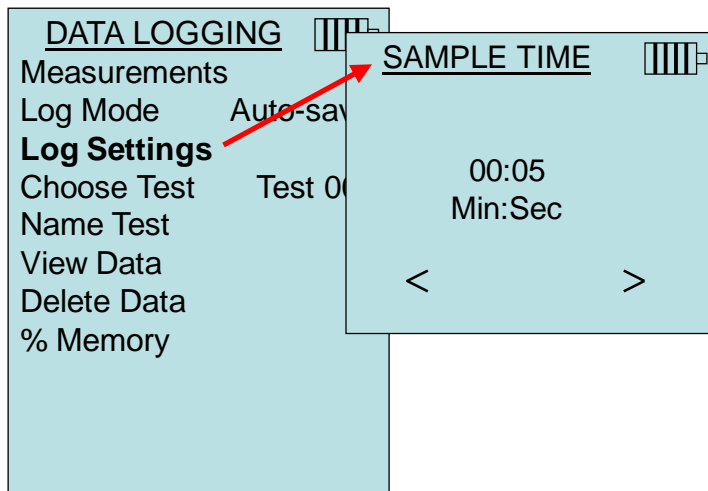 DATA LOGGING
Measurements
Log Mode
Log Settings
Choose Test Test
Name Test
View Data
Delete Data
% Memory
SAMPLE TIME
00:05
Min:Sec
< >